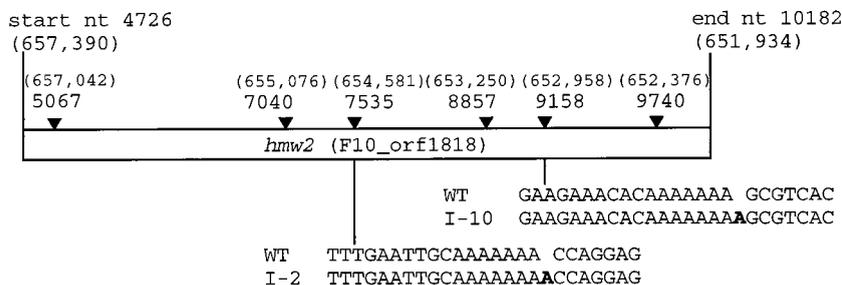 start nt 4726 end nt 10182
(657,390) (651,934)
(657,042) (655,076) (654,581)(653,250) (652,958) (652,376)
5067 7040 7535 8857 9158 9740
hmw2 (F10_orf1818)
WT GAAGAAACACAAAAAAA GCGTCAC
I-10 GAAGAAACACAAAAAAAAGCGTCAC
WT TTTGAATTGCAAAAAAA CCAGGAG
I-2 TTTGAATTGCAAAAAAAACCAGGAG